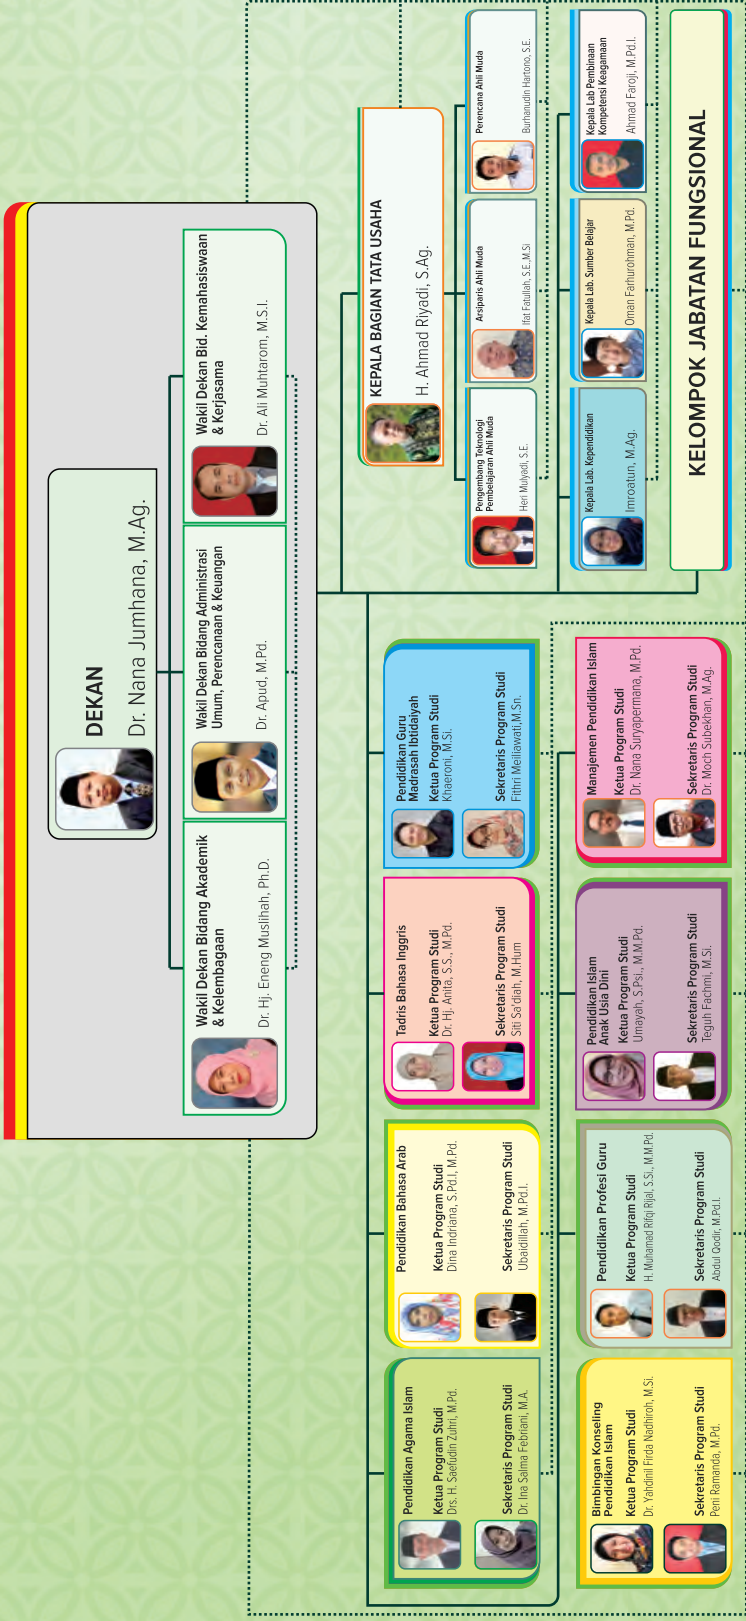 DEKAN
Dr. Nana Jumhana, M.Ag.
Wakil Dekan Bidang Akademik
& Kelembagaan
Dr. Hj. Eneng Muslihah, Ph.D.
Wakil Dekan Bidang Administrasi
Umum, Perencanaan & Keuangan
Dr. Apud, M.Pd.
Wakil Dekan Bid. Kemahasiswaan
& Kerjasama
Dr. Ali Muhtarom, M.S.I.
KEPALA BAGIAN TATA USAHA
H. Ahmad Riyadi, S.Ag.
Pengembang Teknologi
Pembelajaran Ahli Muda
Heri Mulyadi, S.E.
Arsiparis Ahli Muda
Ifat Fatullah, S.E.,M.Si
Perencana Ahli Muda
Burhanudin Hartono, S.E.
Kepala Lab. Kependidikan
Imroatun, M.Ag.
Kepala Lab. Sumber Belajar
Oman Farhurohman, M.Pd.
Kepala Lab Pembinaan
Kompetensi Keagamaan
Ahmad Faroji, M.Pd.I.
KELOMPOK JABATAN FUNGSIONAL
Pendidikan Agama Islam
Ketua Program Studi
Drs. H. Saefudin Zuhri, M.Pd.
Sekretaris Program Studi
Dr. Ina Salma Febriani, M.A.
Pendidikan Bahasa Arab
Ketua Program Studi
Dina Indriana, S.Pd.I, M.Pd.
Sekretaris Program Studi
Ubaidillah, M.Pd.I.
Tadris Bahasa Inggris
Ketua Program Studi
Dr. Hj. Anita, S.S., M.Pd.
Sekretaris Program Studi
Siti Sa'diah, M.Hum
Pendidikan Guru
Madrasah Ibtidaiyah
Ketua Program Studi
Khaeroni, M.Si.
Sekretaris Program Studi
Fithri Meiliawati,M.Sn.
Bimbingan Konseling
Pendidikan Islam
Ketua Program Studi
Dr. Yahdinil Firda Nadhiroh, M.Si.
Sekretaris Program Studi
Peni Ramanda, M.Pd.
Pendidikan Profesi Guru
Ketua Program Studi
H. Muhamad Rifqi Rijal, S.Si., M.M.Pd.
Sekretaris Program Studi
Abdul Qodir, M.Pd.I.
Pendidikan Islam
Anak Usia Dini
Ketua Program Studi
Umayah, S.Psi., M.M.Pd.
Sekretaris Program Studi
Teguh Fachmi, M.Si.
Manajemen Pendidikan Islam
Ketua Program Studi
Dr. Nana Suryapermana, M.Pd.
Sekretaris Program Studi
Dr. Moch Subekhan, M.Ag.